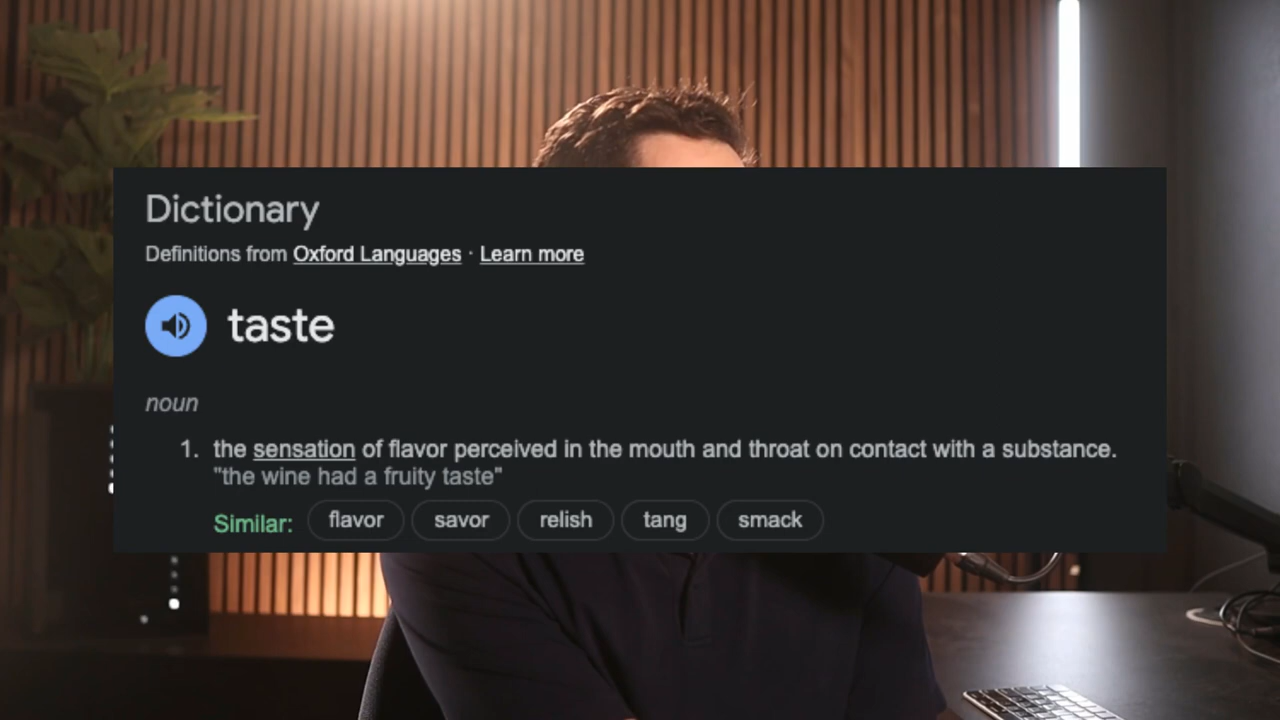 Dictionary
Definitions from Oxford Languages · Learn more
taste
noun
1. the sensation of flavor perceived in the mouth and throat on contact with a substance.
"the wine had a fruity taste"
Similar: flavor savor relish tang smack